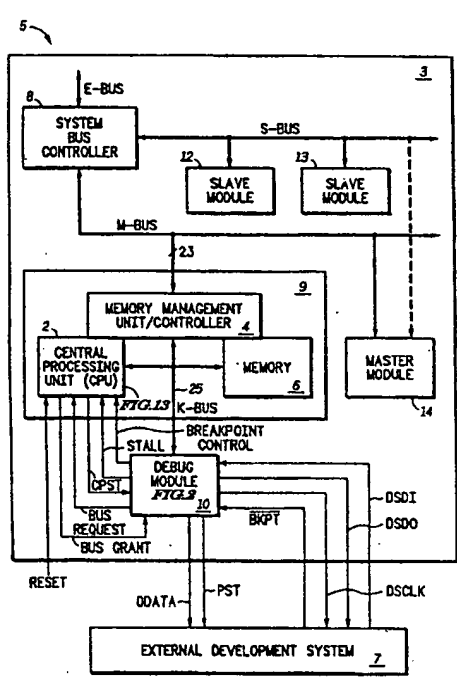 5
3
E-BUS
8
SYSTEM
BUS
CONTROLLER
S-BUS
12
SLAVE
MODULE
13
SLAVE
MODULE
M-BUS
23
9
MEMORY MANAGEMENT
UNIT/CONTROLLER
4
2
CENTRAL
PROCESSING
UNIT (CPU)
FIG.13
MEMORY
6
MASTER
MODULE
14
25
K-BUS
BREAKPOINT
CONTROL
STALL
CPST
BUS
REQUEST
BUS GRANT
DEBUG
MODULE
FIG.2
10
BKPT
DSDI
DSDO
RESET
DDATA
PST
DSCLK
EXTERNAL DEVELOPMENT SYSTEM
7